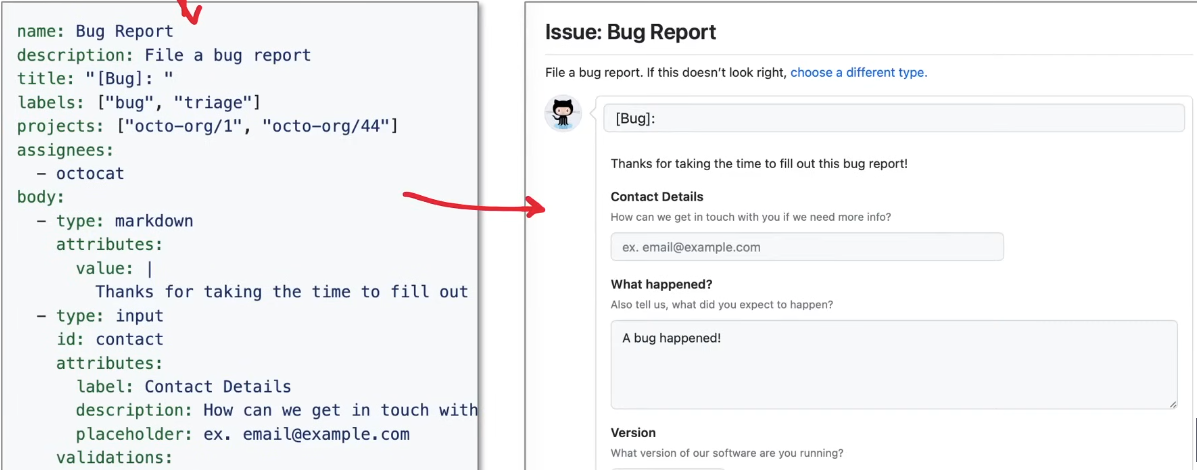 name: Bug Report
description: File a bug report
title: "[Bug]: "
labels: ["bug", "triage"]
projects: ["octo-org/1", "octo-org/44"]
assignees:
  - octocat
body:
  - type: markdown
    attributes:
      value: |
        Thanks for taking the time to fill out
  - type: input
    id: contact
    attributes:
      label: Contact Details
      description: How can we get in touch with
      placeholder: ex. email@example.com
    validations:
Issue: Bug Report
File a bug report. If this doesn't look right, choose a different type.
[Bug]:
Thanks for taking the time to fill out this bug report!
Contact Details
How can we get in touch with you if we need more info?
ex. email@example.com
What happened?
Also tell us, what did you expect to happen?
A bug happened!
Version
What version of our software are you running?